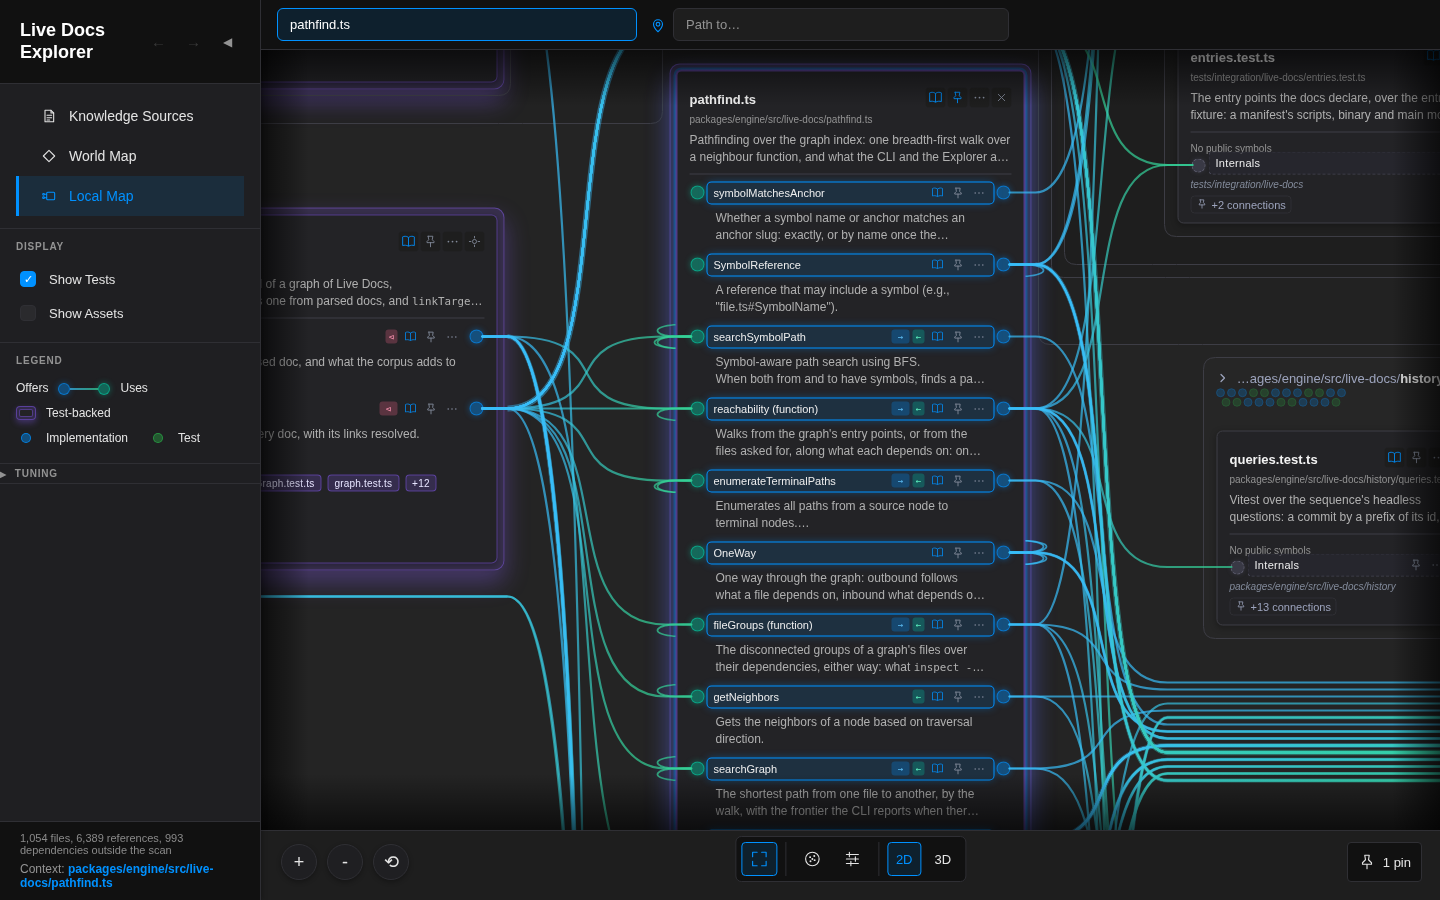 Live Docs
Explorer
Knowledge Sources
World Map
Local Map
DISPLAY
Show Tests
Show Assets
LEGEND
Offers
Uses
Test-backed
Implementation
Test
TUNING
1,054 files, 6,389 references, 993
dependencies outside the scan
Context: packages/engine/src/live-
docs/pathfind.ts
pathfind.ts
Path to…
of a graph of Live Docs,
one from parsed docs, and linkTarge…
ed doc, and what the corpus adds to
ery doc, with its links resolved.
raph.test.ts
graph.test.ts
+12
pathfind.ts
packages/engine/src/live-docs/pathfind.ts
Pathfinding over the graph index: one breadth-first walk over
a neighbour function, and what the CLI and the Explorer a…
symbolMatchesAnchor
Whether a symbol name or anchor matches an
anchor slug: exactly, or by name once the…
SymbolReference
A reference that may include a symbol (e.g.,
"file.ts#SymbolName").
searchSymbolPath
Symbol-aware path search using BFS.
When both from and to have symbols, finds a pa…
reachability (function)
Walks from the graph's entry points, or from the
files asked for, along what each depends on: on…
enumerateTerminalPaths
Enumerates all paths from a source node to
terminal nodes.…
OneWay
One way through the graph: outbound follows
what a file depends on, inbound what depends o…
fileGroups (function)
The disconnected groups of a graph's files over
their dependencies, either way: what inspect -…
getNeighbors
Gets the neighbors of a node based on traversal
direction.
searchGraph
The shortest path from one file to another, by the
walk, with the frontier the CLI reports when ther…
entries.test.ts
tests/integration/live-docs/entries.test.ts
The entry points the docs declare, over the entr
fixture: a manifest's scripts, binary and main mo
No public symbols
Internals
tests/integration/live-docs
+2 connections
…ages/engine/src/live-docs/history
queries.test.ts
packages/engine/src/live-docs/history/queries.te
Vitest over the sequence's headless
questions: a commit by a prefix of its id,
No public symbols
Internals
packages/engine/src/live-docs/history
+13 connections
+
-
⟲
2D
3D
1 pin